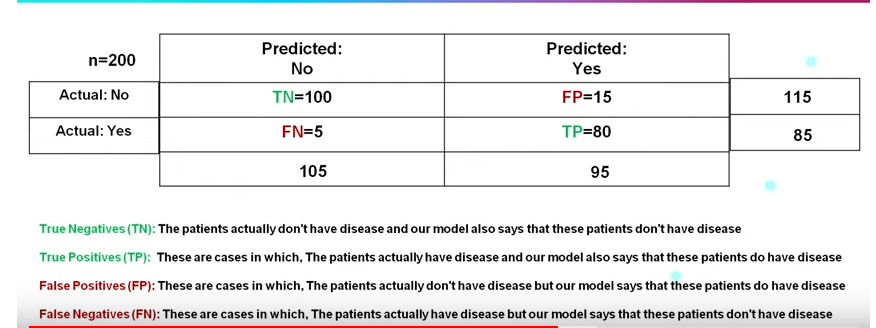 n=200
Predicted:
No
Predicted:
Yes
Actual: No
TN=100
FP=15
115
Actual: Yes
FN=5
TP=80
85
105
95
True Negatives (TN): The patients actually don't have disease and our model also says that these patients don't have disease
True Positives (TP): These are cases in which, The patients actually have disease and our model also says that these patients do have disease
False Positives (FP): These are cases in which, The patients actually don't have disease but our model says that these patients do have disease
False Negatives (FN): These are cases in which, The patients actually have disease but our model says that these patients don't have disease